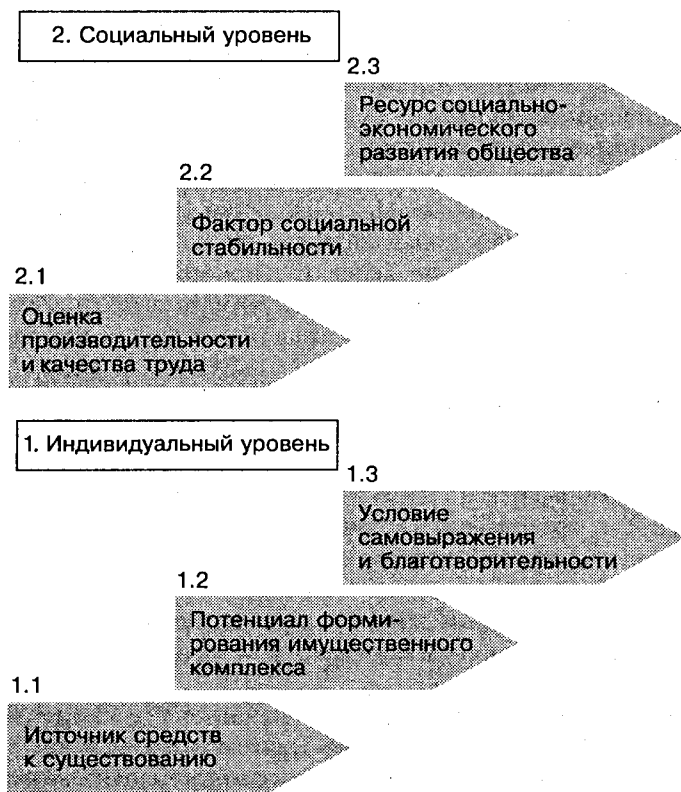 2. Социальный уровень
2.3
Ресурс социально-
экономического
развития общества
2.2
Фактор социальной
стабильности
2.1
Оценка
производительности
и качества труда
1. Индивидуальный уровень
1.3
Условие
самовыражения
и благотворительности
1.2
Потенциал форми-
рования имущественного
комплекса
1.1
Источник средств
к существованию